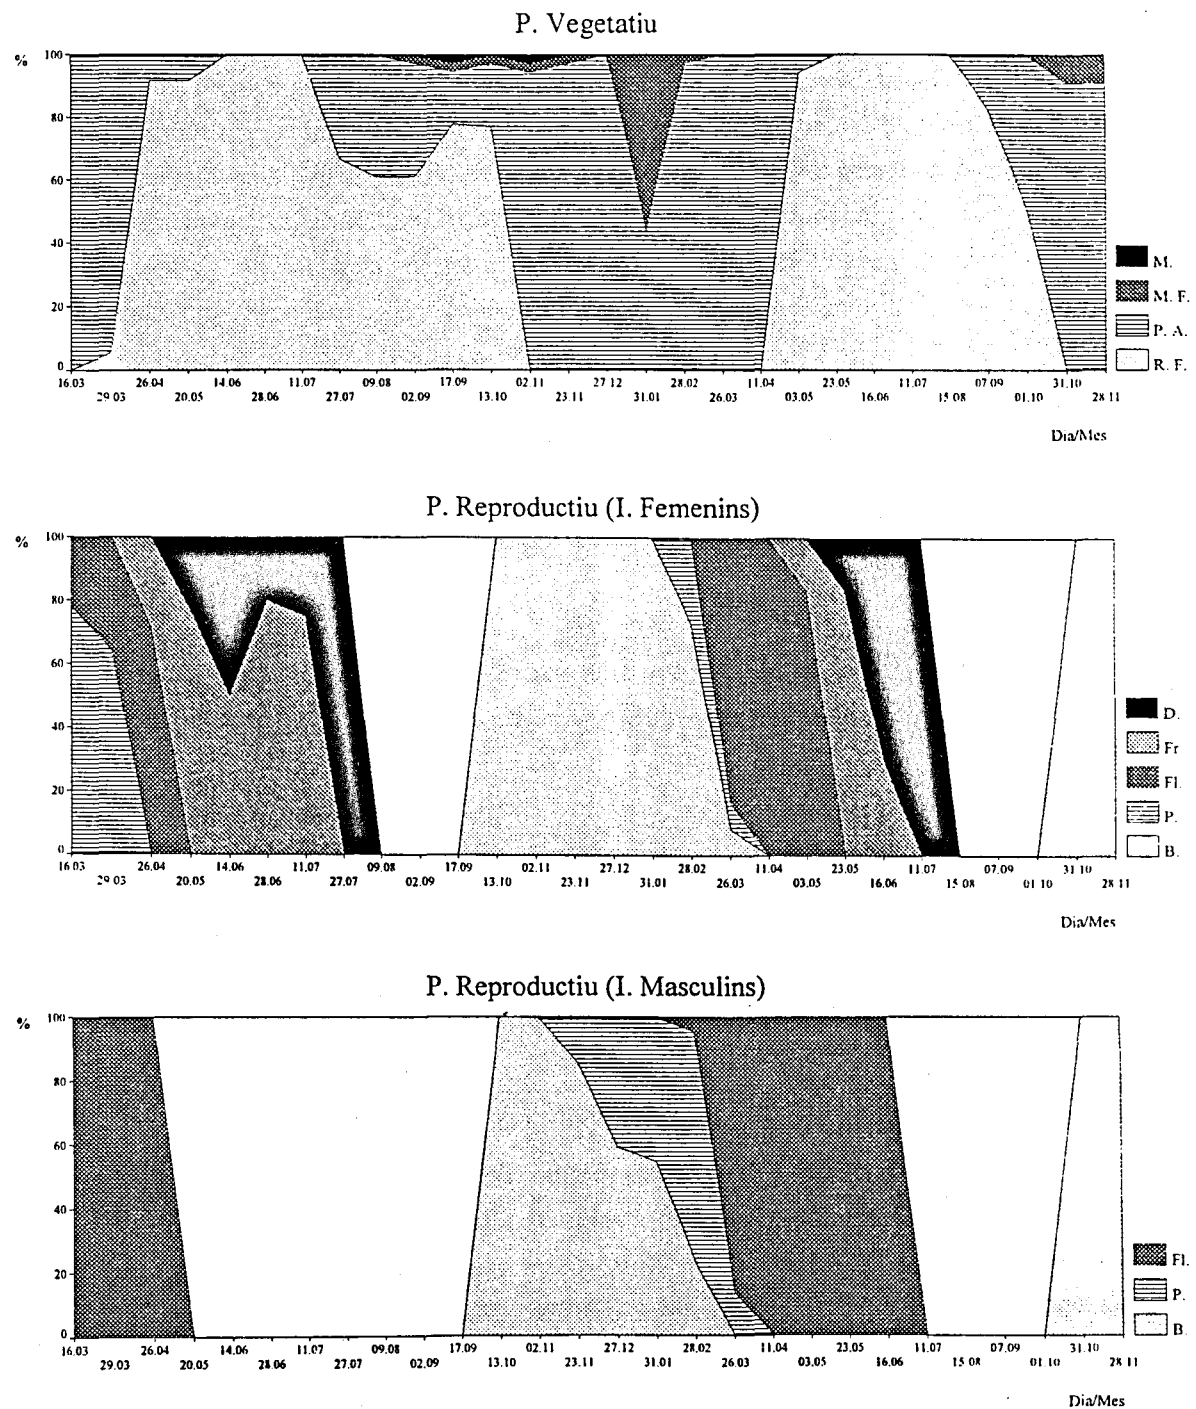 P. Vegetatiu
%
100
80
60
40
20
0
M.
M. F.
P. A.
R. F.
16.03 26.04 14.06 11.07 09.08 17.09 02.11 27.12 28.02 11.04 23.05 11.07 07.09 31.10
29.03 20.05 28.06 27.07 02.09 13.10 23.11 31.01 26.03 03.05 16.06 15.08 01.10 28.11
Dia/Mes
P. Reproductiu (I. Femenins)
%
100
80
60
40
20
0
D.
Fr
Fl.
P.
B.
16.03 26.04 14.06 11.07 09.08 17.09 02.11 27.12 28.02 11.04 23.05 11.07 07.09 31.10
29.03 20.05 28.06 27.07 02.09 13.10 23.11 31.01 26.03 03.05 16.06 15.08 01.10 28.11
Dia/Mes
P. Reproductiu (I. Masculins)
%
100
80
60
40
20
0
Fl.
P.
B.
16.03 26.04 14.06 11.07 09.08 17.09 02.11 27.12 28.02 11.04 23.05 11.07 07.09 31.10
29.03 20.05 28.06 27.07 02.09 13.10 23.11 31.01 26.03 03.05 16.06 15.08 01.10 28.11
Dia/Mes